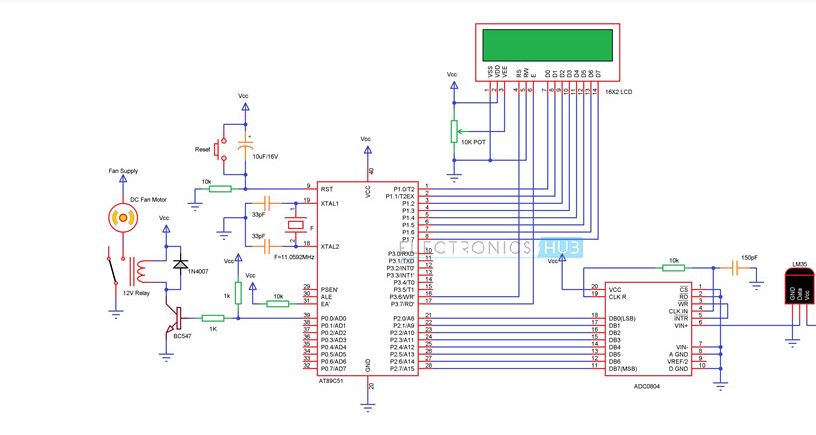 VSS VDD VEE RS RW E D0 D1 D2 D3 D4 D5 D6 D7
1 2 3 4 5 6 7 8 9 10 11 12 13 14
16X2 LCD
Vcc
10K POT
Vcc
Reset
10uF/16V
10k
Vcc
40
VCC
Fan Supply
DC Fan Motor
Vcc
12V Relay
1N4007
BC547
1K
Vcc
1k
Vcc
10k
33pF
33pF
1
2
F
F=11.0592MHz
9 RST
19 XTAL1
18 XTAL2
29 PSEN'
30 ALE
31 EA'
39 P0.0/AD0
38 P0.1/AD1
37 P0.2/AD2
36 P0.3/AD3
35 P0.4/AD4
34 P0.5/AD5
33 P0.6/AD6
32 P0.7/AD7
P1.0/T2 1
P1.1/T2EX 2
P1.2 3
P1.3 4
P1.4 5
P1.5 6
P1.6 7
P1.7 8
P3.0/RXD 10
P3.1/TXD 11
P3.2/INT0' 12
P3.3/INT1' 13
P3.4/T0 14
P3.5/T1 15
P3.6/WR' 16
P3.7/RD' 17
P2.0/A8 21
P2.1/A9 22
P2.2/A10 23
P2.3/A11 24
P2.4/A12 25
P2.5/A13 26
P2.6/A14 27
P2.7/A15 28
GND
20
AT89C51
ELECTRONICS HUB
Vcc
10k
150pF
20 VCC
19 CLK R
18 DB0(LSB)
17 DB1
16 DB2
15 DB3
14 DB4
13 DB5
12 DB6
11 DB7(MSB)
CS 1
RD 2
WR 3
CLK IN 4
INTR 5
VIN+ 6
VIN- 7
A GND 8
VREF/2 9
D GND 10
ADC0804
LM35
GND
Data
Vcc